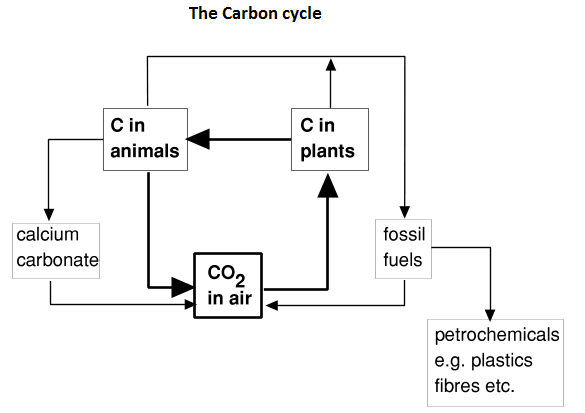 The Carbon cycle
C in
animals
C in
plants
calcium
carbonate
CO2
in air
fossil
fuels
petrochemicals
e.g. plastics
fibres etc.